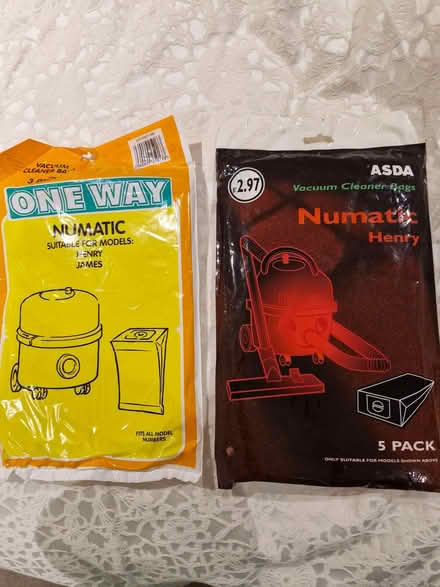 VACUUM
CLEANER BAGS
ONE WAY
NUMATIC
SUITABLE FOR MODELS:
HENRY
JAMES
FITS ALL MODEL
NUMBERS
£2.97
ASDA
Vacuum Cleaner Bags
Numatic
Henry
5 PACK
ONLY SUITABLE FOR MODELS SHOWN ABOVE